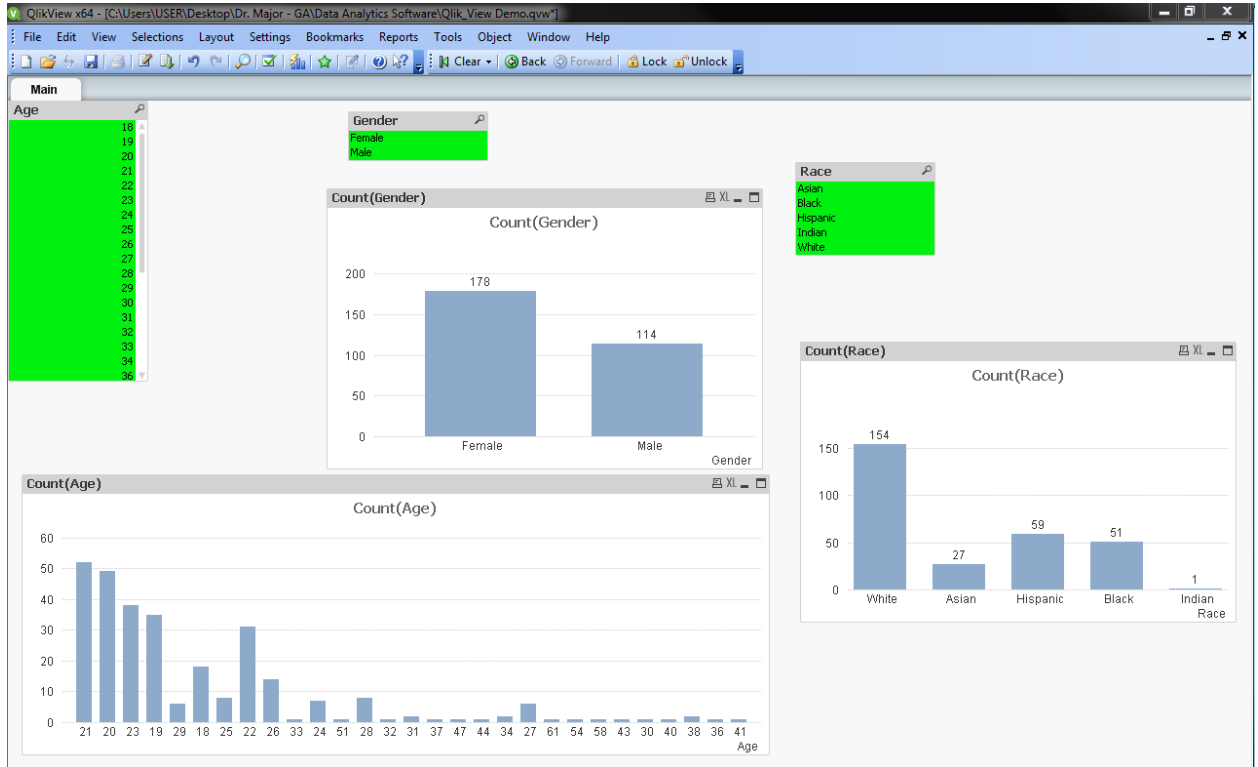 QlikView x64 - [C:\Users\USER\Desktop\Dr. Major - GA\Data Analytics Software\Qlik View Demo.qvw*]
File Edit View Selections Layout Settings Bookmarks Reports Tools Object Window Help
Clear Back Forward Lock Unlock
Main
Age
18
19
20
21
22
23
24
25
26
27
28
29
30
31
32
33
34
36
Gender
Female
Male
Race
Asian
Black
Hispanic
Indian
White
Count(Gender) XL
Count(Gender)
200
150
100
50
0
178
114
Female Male
Gender
Count(Race) XL
Count(Race)
150
100
50
0
154
27
59
51
1
White Asian Hispanic Black Indian
Race
Count(Age) XL
Count(Age)
60
50
40
30
20
10
0
21 20 23 19 29 18 25 22 26 33 24 51 28 32 31 37 47 44 34 27 61 54 58 43 30 40 38 36 41
Age